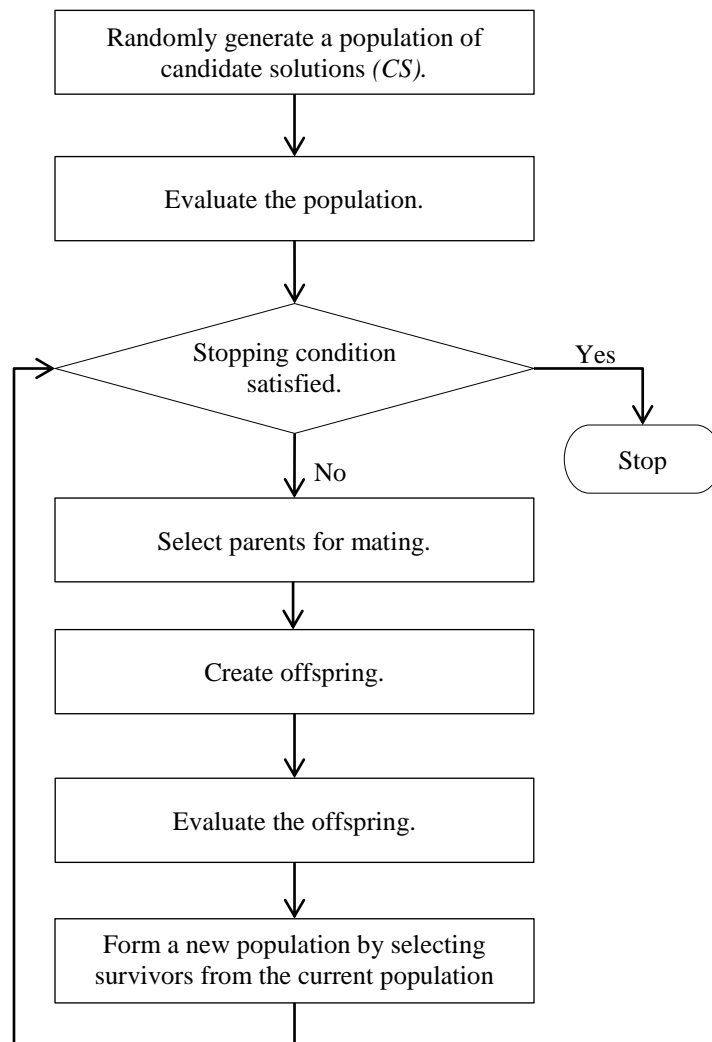 Randomly generate a population of
candidate solutions (CS).
Evaluate the population.
Stopping condition
satisfied.
Yes
Stop
No
Select parents for mating.
Create offspring.
Evaluate the offspring.
Form a new population by selecting
survivors from the current population